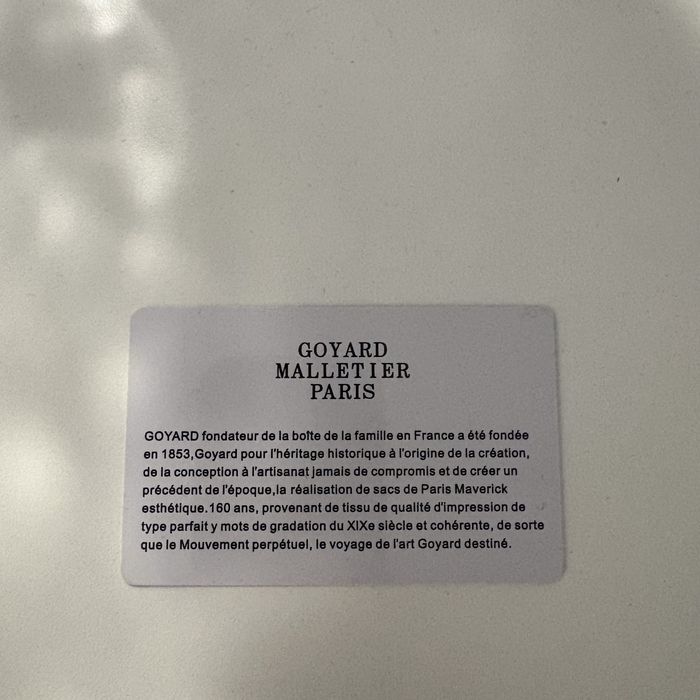 GOYARD
MALLETIER
PARIS
GOYARD fondateur de la boîte de la famille en France a été fondée
en 1853,Goyard pour l'héritage historique à l'origine de la création,
de la conception à l'artisanat jamais de compromis et de créer un
précédent de l'époque,la réalisation de sacs de Paris Maverick
esthétique.160 ans, provenant de tissu de qualité d'impression de
type parfait y mots de gradation du XIXe siècle et cohérente, de sorte
que le Mouvement perpétuel, le voyage de l'art Goyard destiné.